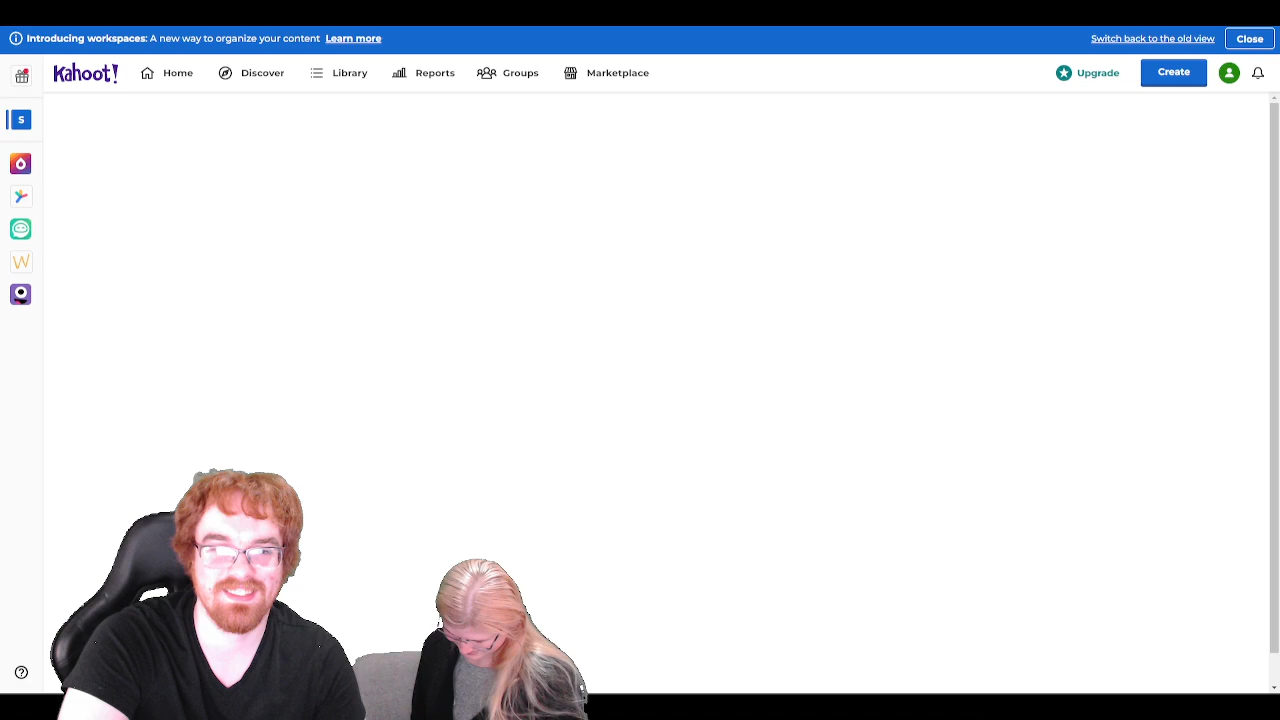 Introducing workspaces: A new way to organize your content Learn more
Switch back to the old view
Close
Kahoot!
Home
Discover
Library
Reports
Groups
Marketplace
Upgrade
Create
S
W